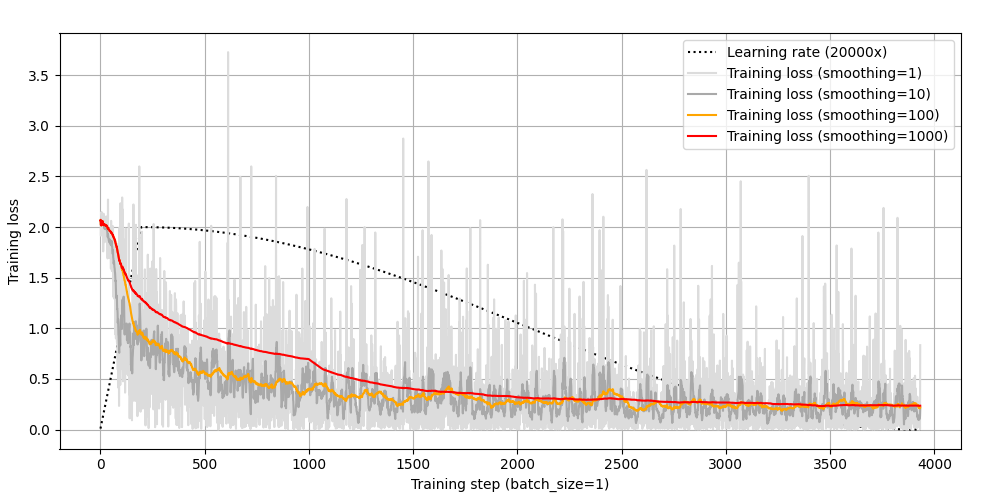 Learning rate (20000x)
Training loss (smoothing=1)
Training loss (smoothing=10)
Training loss (smoothing=100)
Training loss (smoothing=1000)
Training loss
3.5
3.0
2.5
2.0
1.5
1.0
0.5
0.0
0 500 1000 1500 2000 2500 3000 3500 4000
Training step (batch_size=1)